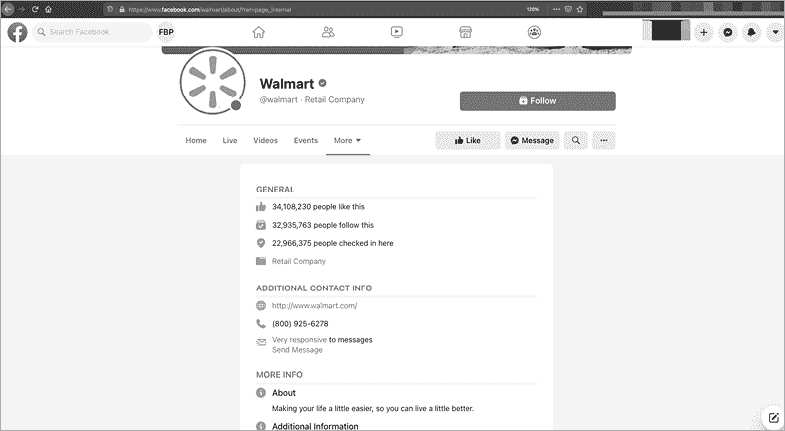 https://www.facebook.com/walmart/about/?ref=page_internal
120%
Search Facebook
FBP
Walmart
@walmart · Retail Company
Follow
Home Live Videos Events More
Like Message
GENERAL
34,108,230 people like this
32,935,763 people follow this
22,966,375 people checked in here
Retail Company
ADDITIONAL CONTACT INFO
http://www.walmart.com/
(800) 925-6278
Very responsive to messages
Send Message
MORE INFO
About
Making your life a little easier, so you can live a little better.
Additional Information